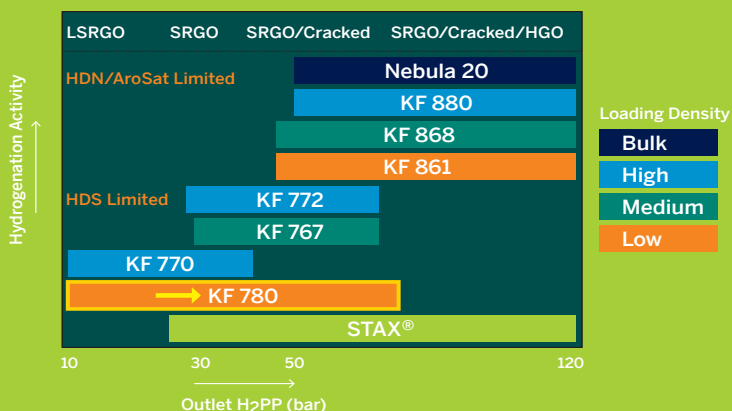 LSRGO SRGO SRGO/Cracked SRGO/Cracked/HGO
HDN/AroSat Limited
Nebula 20
KF 880
KF 868
KF 861
HDS Limited
KF 772
KF 767
KF 770
KF 780
STAX®
10 30 50 120
Outlet H2PP (bar)
Hydrogenation Activity
Loading Density
Bulk
High
Medium
Low